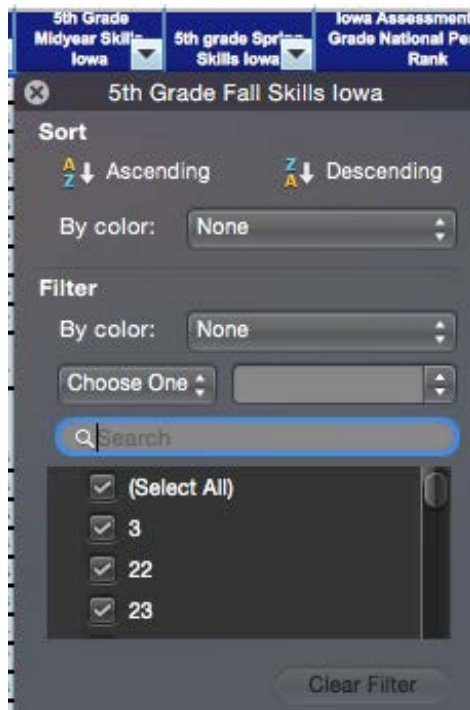 5th Grade
Midyear Skills
Iowa
5th grade Spring
Skills Iowa
Iowa Assessment
Grade National
Rank
5th Grade Fall Skills Iowa
Sort
Ascending
Descending
By color:
None
Filter
By color:
None
Choose One
Search
(Select All)
3
22
23
Clear Filter